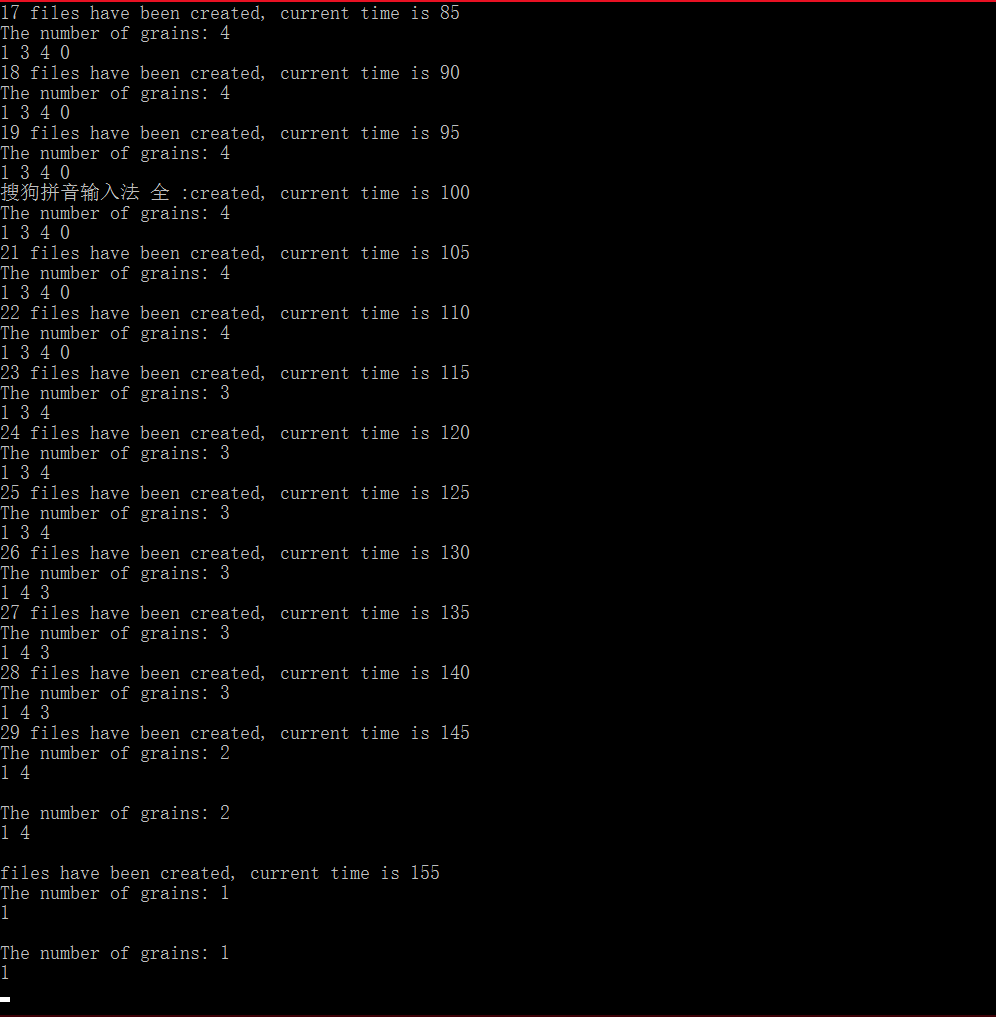 17 files have been created, current time is 85
The number of grains: 4
1 3 4 0
18 files have been created, current time is 90
The number of grains: 4
1 3 4 0
19 files have been created, current time is 95
The number of grains: 4
1 3 4 0
搜狗拼音输入法 全 :created, current time is 100
The number of grains: 4
1 3 4 0
21 files have been created, current time is 105
The number of grains: 4
1 3 4 0
22 files have been created, current time is 110
The number of grains: 4
1 3 4 0
23 files have been created, current time is 115
The number of grains: 3
1 3 4
24 files have been created, current time is 120
The number of grains: 3
1 3 4
25 files have been created, current time is 125
The number of grains: 3
1 3 4
26 files have been created, current time is 130
The number of grains: 3
1 4 3
27 files have been created, current time is 135
The number of grains: 3
1 4 3
28 files have been created, current time is 140
The number of grains: 3
1 4 3
29 files have been created, current time is 145
The number of grains: 2
1 4
The number of grains: 2
1 4
files have been created, current time is 155
The number of grains: 1
1
The number of grains: 1
1